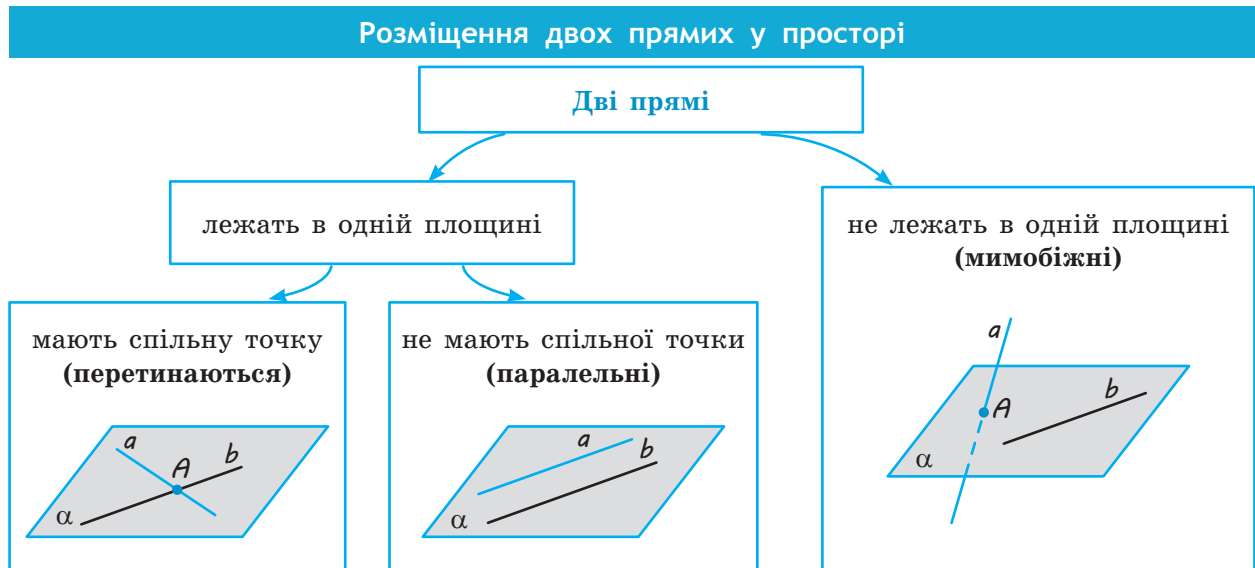 Розміщення двох прямих у просторі
Дві прямі
лежать в одній площині
не лежать в одній площині
(мимобіжні)
мають спільну точку
(перетинаються)
не мають спільної точки
(паралельні)
a
A
b
α
a
b
α
a
A
b
α